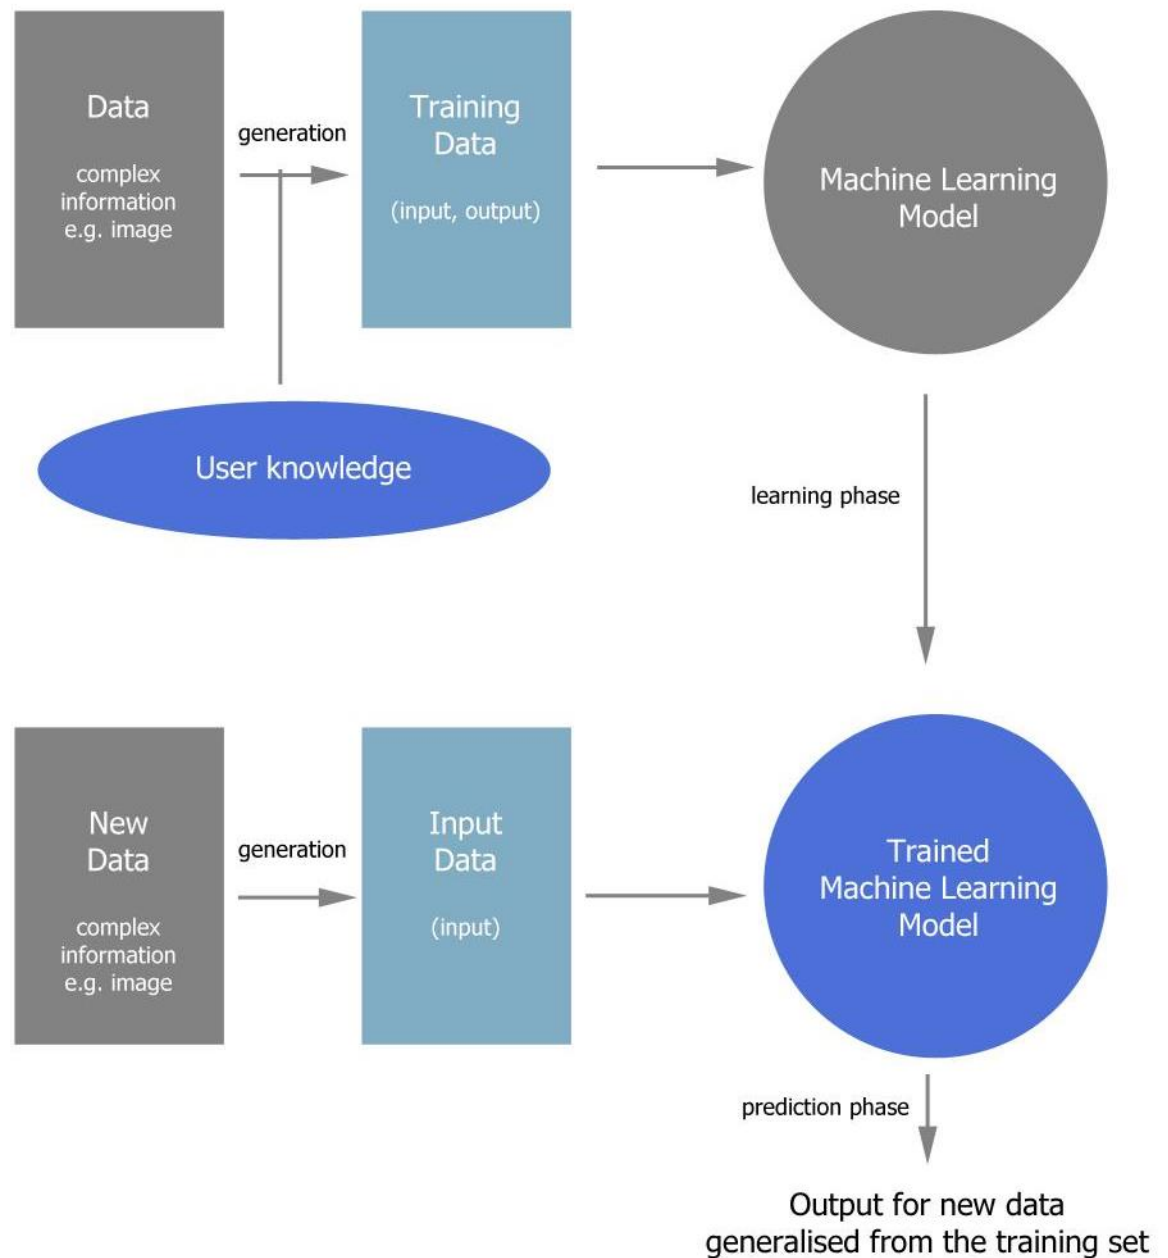 Data
complex
information
e.g. image
generation
Training
Data
(input, output)
Machine Learning
Model
User knowledge
learning phase
New
Data
complex
information
e.g. image
generation
Input
Data
(input)
Trained
Machine Learning
Model
prediction phase
Output for new data
generalised from the training set